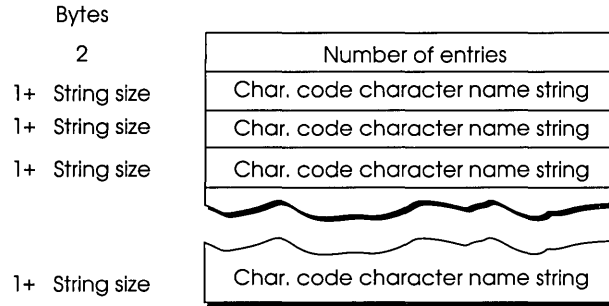 Bytes
2 Number of entries
1+ String size Char. code character name string
1+ String size Char. code character name string
1+ String size Char. code character name string
1+ String size Char. code character name string